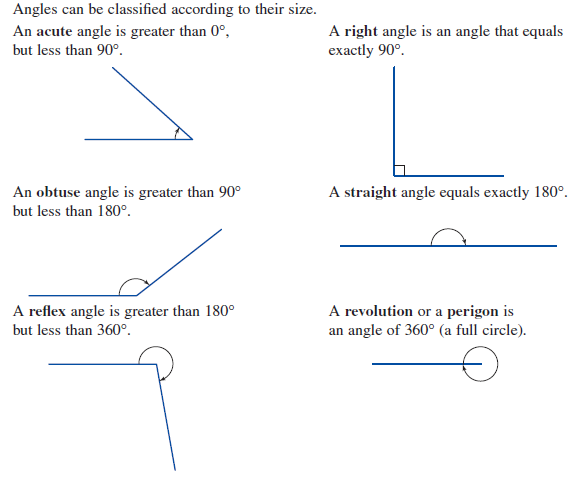 Angles can be classified according to their size.
An acute angle is greater than 0°,
but less than 90°.
A right angle is an angle that equals
exactly 90°.
An obtuse angle is greater than 90°
but less than 180°.
A straight angle equals exactly 180°.
A reflex angle is greater than 180°
but less than 360°.
A revolution or a perigon is
an angle of 360° (a full circle).